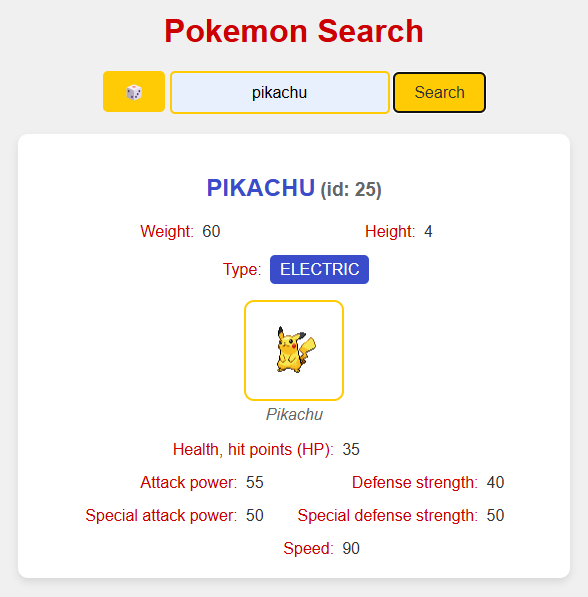 Pokemon Search
pikachu Search
PIKACHU (id: 25)
Weight: 60 Height: 4
Type: ELECTRIC
Pikachu
Health, hit points (HP): 35
Attack power: 55 Defense strength: 40
Special attack power: 50 Special defense strength: 50
Speed: 90